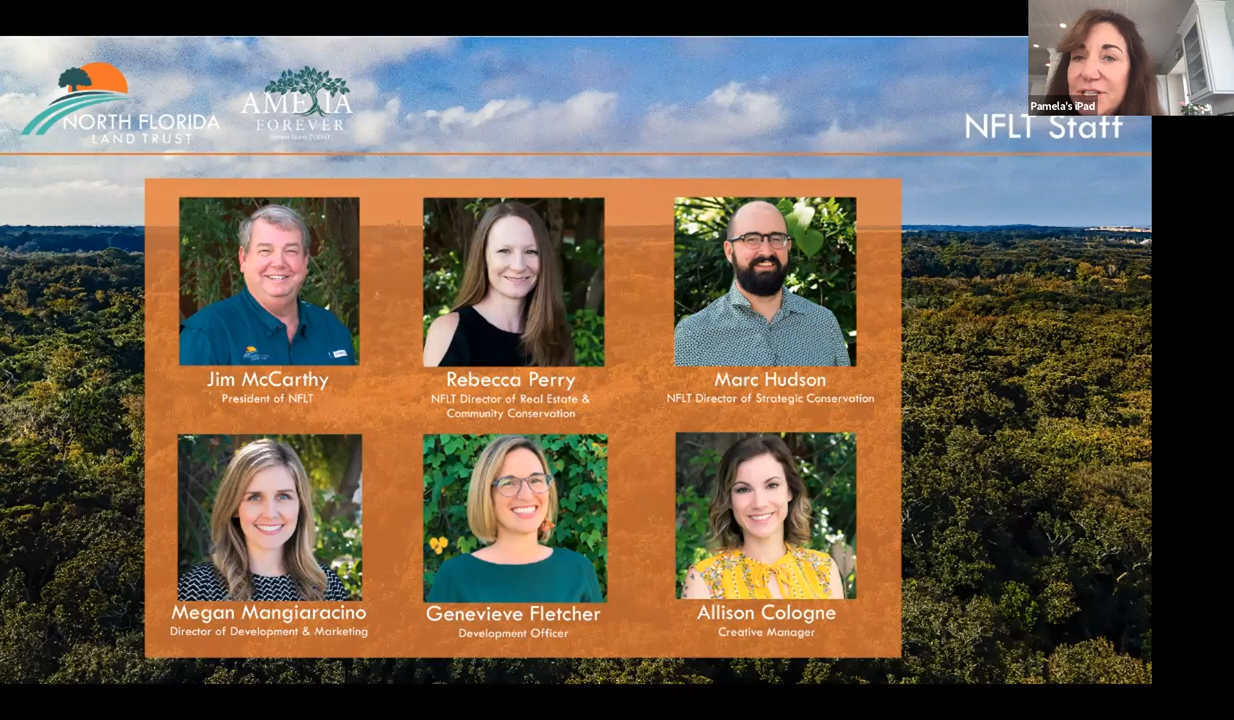 NORTH FLORIDA
LAND TRUST
AMELIA
FOREVER
Pamela's iPad
NFLT Staff
Jim McCarthy
President of NFLT
Rebecca Perry
NFLT Director of Real Estate &
Community Conservation
Marc Hudson
NFLT Director of Strategic Conservation
Megan Mangiaracino
Director of Development & Marketing
Genevieve Fletcher
Development Officer
Allison Cologne
Creative Manager